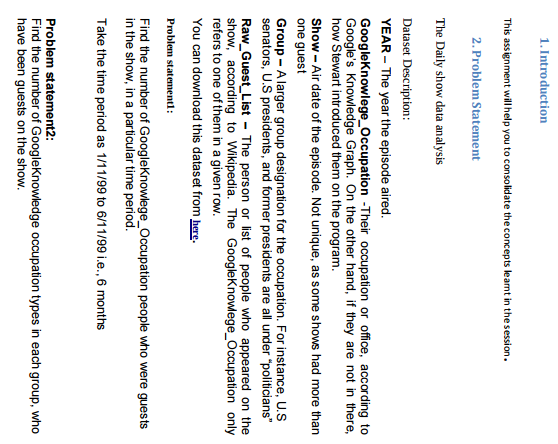 1. Introduction
This assignment will help you to consolidate the concepts learnt in the session.
2. Problem Statement
The Daily show data analysis
Dataset Description:
YEAR – The year the episode aired.
GoogleKnowlege_Occupation - Their occupation or office, according to
Google's Knowledge Graph. On the other hand, if they are not in there,
how Stewart introduced them on the program.
Show – Air date of the episode. Not unique, as some shows had more than
one guest
Group – A larger group designation for the occupation. For instance, U.S
senators, U.S presidents, and former presidents are all under "politicians"
Raw_Guest_List – The person or list of people who appeared on the
show, according to Wikipedia. The GoogleKnowlege_Occupation only
refers to one of them in a given row.
You can download this dataset from here.
Problem statement1:
Find the number of GoogleKnowlege_Occupation people who were guests
in the show, in a particular time period.
Take the time period as 1/11/99 to 6/11/99 i.e., 6 months
Problem statement2:
Find the number of GoogleKnowledge occupation types in each group, who
have been guests on the show.